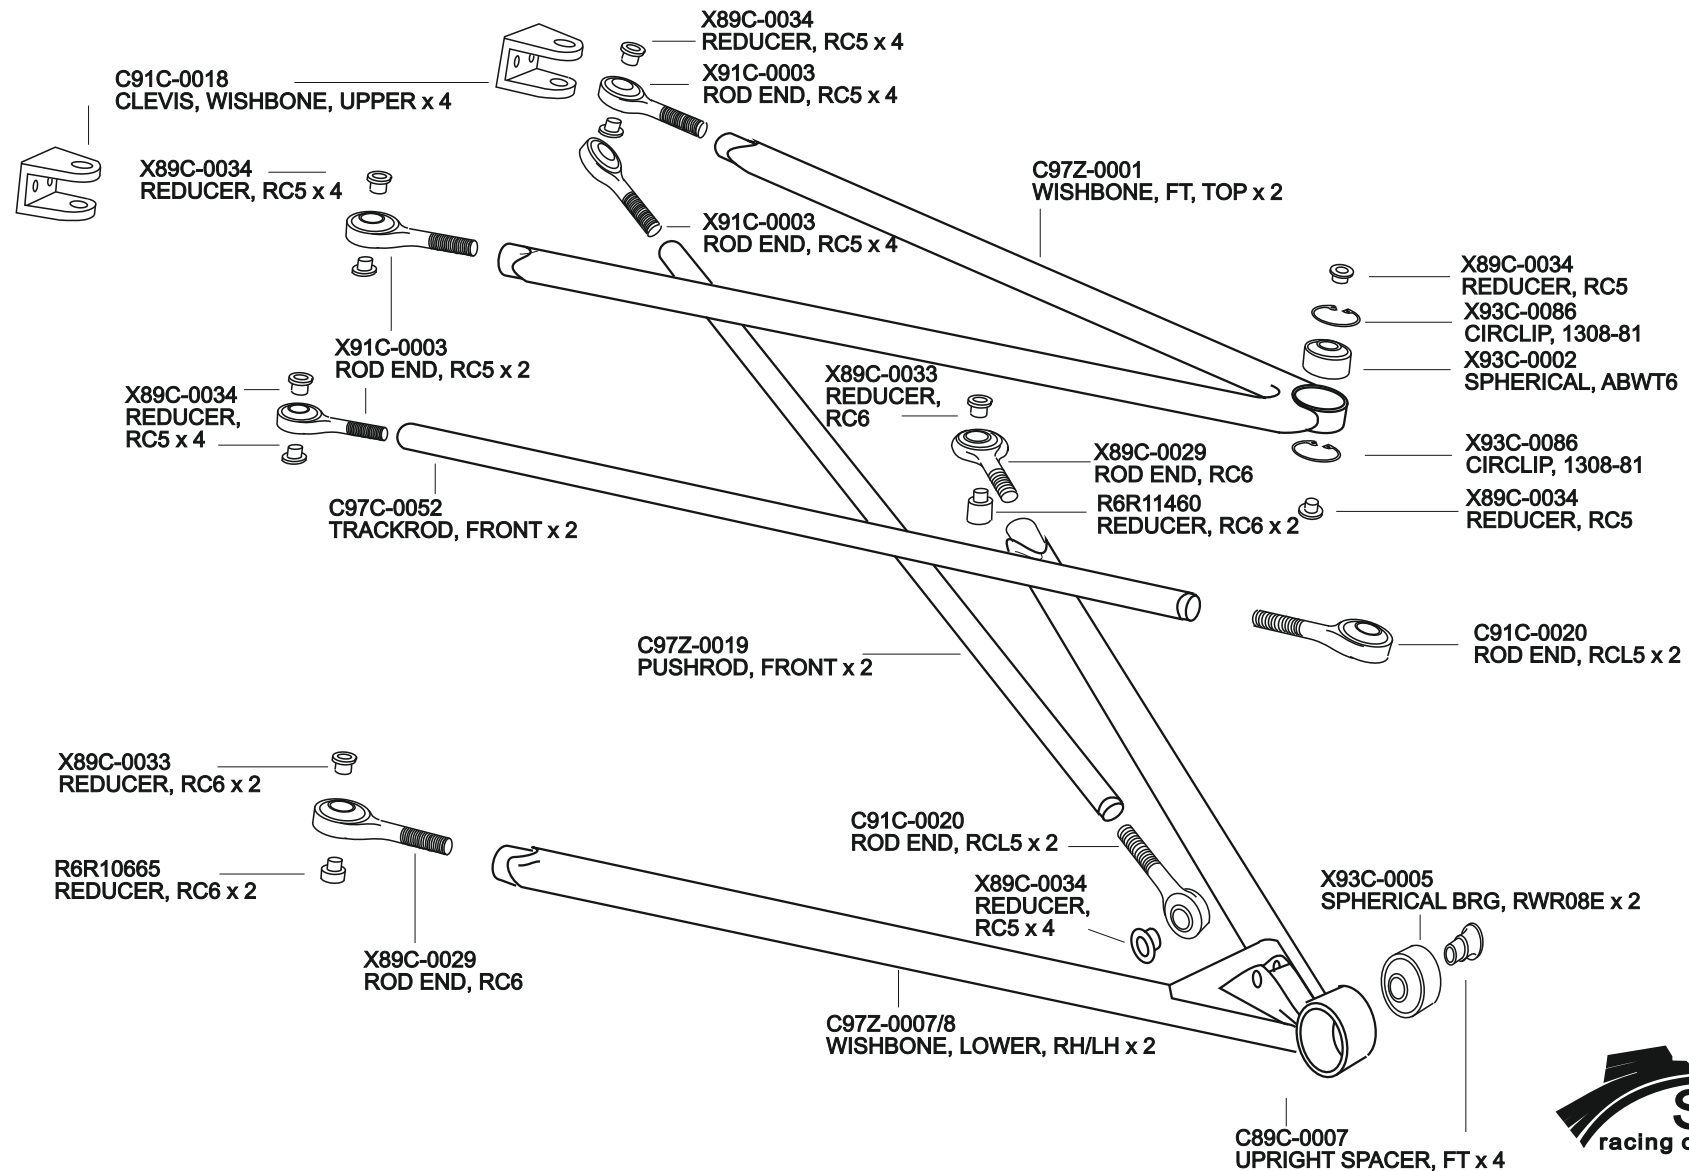 X89C-0034
REDUCER, RC5 x 4
X91C-0003
ROD END, RC5 x 4
C91C-0018
CLEVIS, WISHBONE, UPPER x 4
X89C-0034
REDUCER, RC5 x 4
C97Z-0001
WISHBONE, FT, TOP x 2
X91C-0003
ROD END, RC5 x 4
X89C-0034
REDUCER, RC5
X93C-0086
CIRCLIP, 1308-81
X93C-0002
SPHERICAL, ABWT6
X91C-0003
ROD END, RC5 x 2
X89C-0034
REDUCER,
RC5 x 4
X89C-0033
REDUCER,
RC6
X89C-0029
ROD END, RC6
X93C-0086
CIRCLIP, 1308-81
R6R11460
REDUCER, RC6 x 2
X89C-0034
REDUCER, RC5
C97C-0052
TRACKROD, FRONT x 2
C97Z-0019
PUSHROD, FRONT x 2
C91C-0020
ROD END, RCL5 x 2
X89C-0033
REDUCER, RC6 x 2
C91C-0020
ROD END, RCL5 x 2
R6R10665
REDUCER, RC6 x 2
X89C-0034
REDUCER,
RC5 x 4
X93C-0005
SPHERICAL BRG, RWR08E x 2
X89C-0029
ROD END, RC6
C97Z-0007/8
WISHBONE, LOWER, RH/LH x 2
C89C-0007
UPRIGHT SPACER, FT x 4
S
racing c